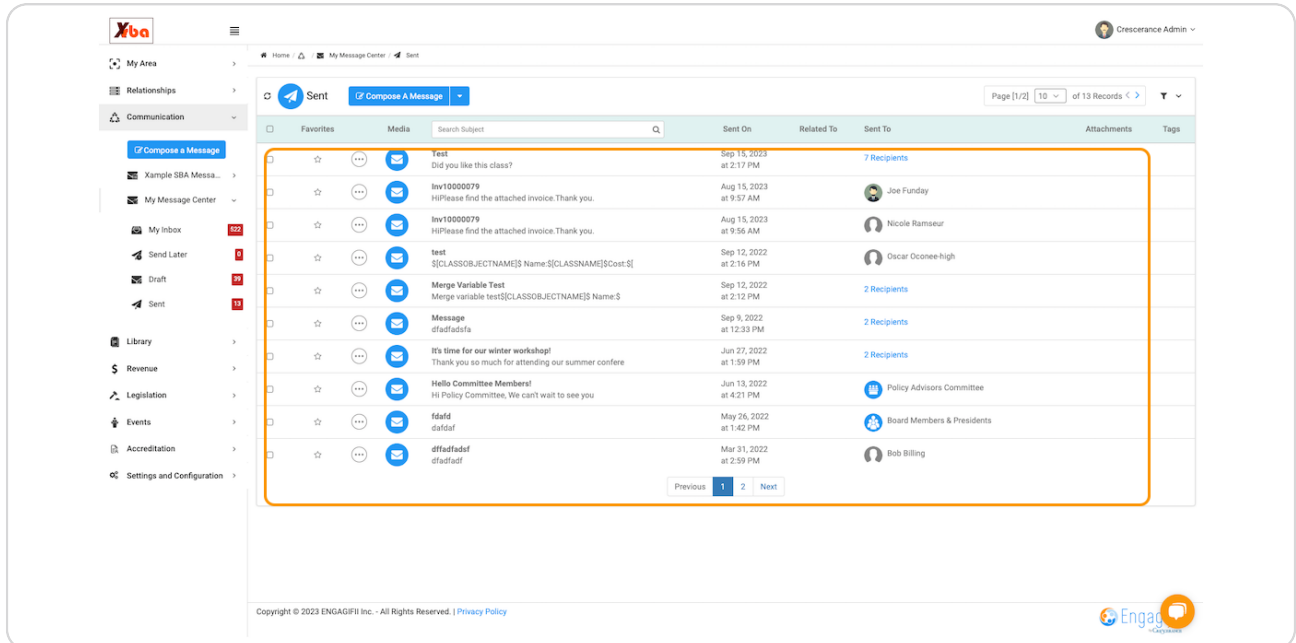 Xrba
Crescerance Admin
My Area
Relationships
Communication
Compose a Message
Xample SBA Messa...
My Message Center
My Inbox 522
Send Later 0
Draft 39
Sent 13
Library
Revenue
Legislation
Events
Accreditation
Settings and Configuration
Home / / My Message Center / Sent
Sent Compose A Message Page [1/2] 10 of 13 Records
Favorites Media Search Subject Sent On Related To Sent To Attachments Tags
Test Sep 15, 2023 7 Recipients
Did you like this class? at 2:17 PM
Inv10000079 Aug 15, 2023 Joe Funday
HiPlease find the attached invoice.Thank you. at 9:57 AM
Inv10000079 Aug 15, 2023 Nicole Ramseur
HiPlease find the attached invoice.Thank you. at 9:56 AM
test Sep 12, 2022 Oscar Oconee-high
$[CLASSOBJECTNAME]$ Name:$[CLASSNAME]$Cost:$[ at 2:16 PM
Merge Variable Test Sep 12, 2022 2 Recipients
Merge variable test$[CLASSOBJECTNAME]$ Name:$ at 2:12 PM
Message Sep 9, 2022 2 Recipients
dfadfadsfa at 12:33 PM
It's time for our winter workshop! Jun 27, 2022 2 Recipients
Thank you so much for attending our summer confere at 1:59 PM
Hello Committee Members! Jun 13, 2022 Policy Advisors Committee
Hi Policy Committee, We can't wait to see you at 4:21 PM
fdafd May 26, 2022 Board Members & Presidents
dafdaf at 1:42 PM
dffadfadsf Mar 31, 2022 Bob Billing
dfadfadf at 2:59 PM
Previous 1 2 Next
Copyright © 2023 ENGAGIFII Inc. - All Rights Reserved. | Privacy Policy
Engag